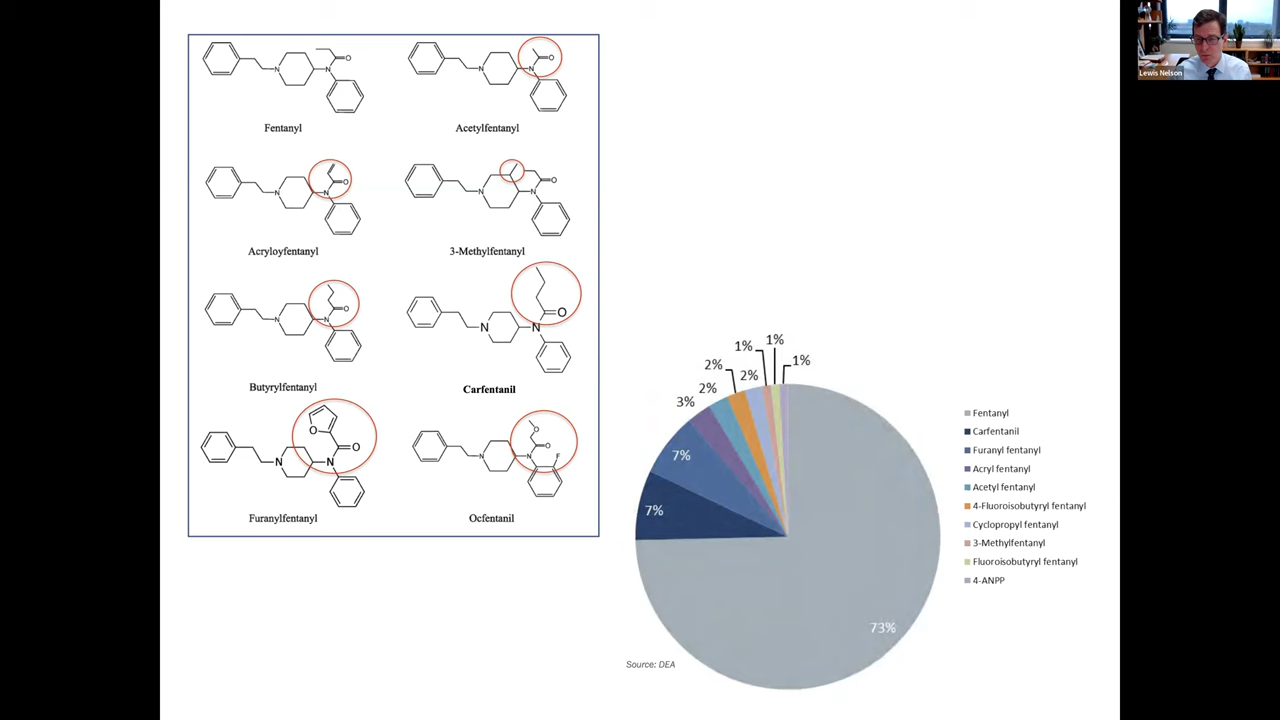 Lewis Nelson
O
N
N
Fentanyl
O
N
N
Acetylfentanyl
O
N
N
Acryloyfentanyl
O
N
N
3-Methylfentanyl
O
N
N
Butyrylfentanyl
O
N
N
Carfentanil
O
O
N
N
Furanylfentanyl
O
O
F
N
N
Ocfentanil
1%
1%
1%
2%
2%
2%
3%
7%
7%
73%
Fentanyl
Carfentanil
Furanyl fentanyl
Acryl fentanyl
Acetyl fentanyl
4-Fluoroisobutyryl fentanyl
Cyclopropyl fentanyl
3-Methylfentanyl
Fluoroisobutyryl fentanyl
4-ANPP
Source: DEA